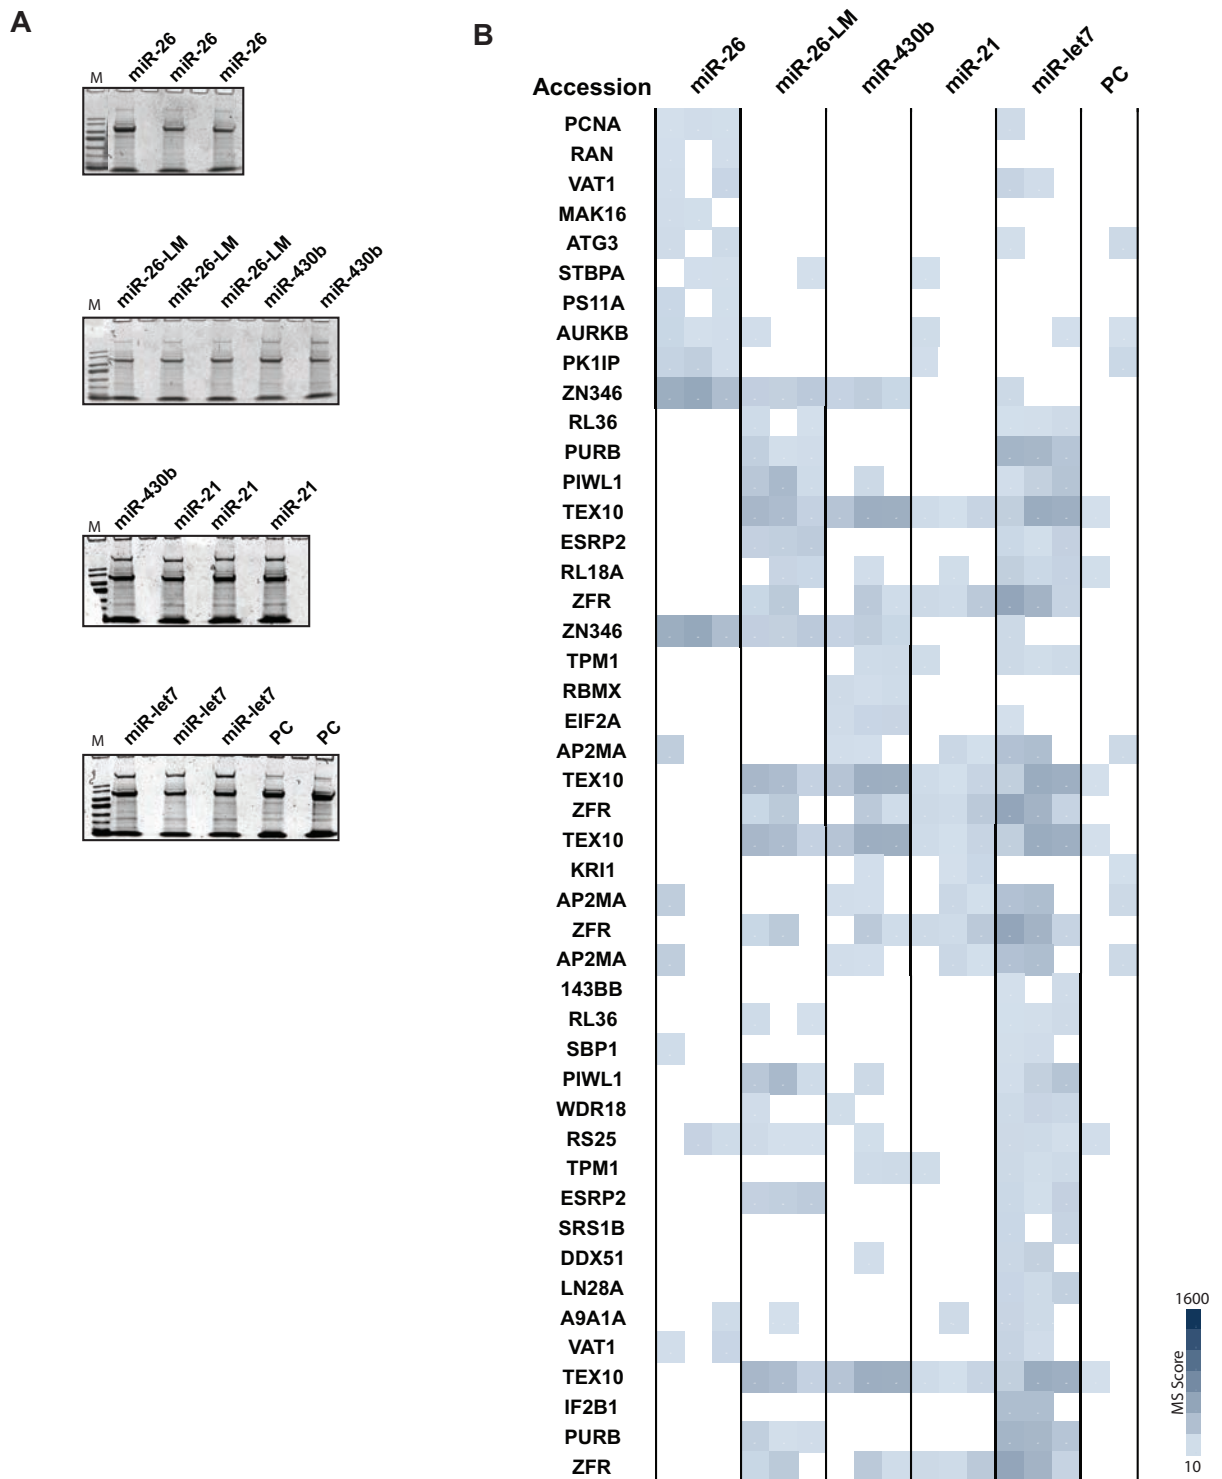 A
miR-26 miR-26 miR-26
M
miR-26-LM miR-26-LM miR-26-LM miR-430b miR-430b
M
miR-430b miR-21 miR-21 miR-21
M
miR-let7 miR-let7 miR-let7 PC PC
M
B
Accession miR-26 miR-26-LM miR-430b miR-21 miR-let7 PC
PCNA
RAN
VAT1
MAK16
ATG3
STBPA
PS11A
AURKB
PK1IP
ZN346
RL36
PURB
PIWL1
TEX10
ESRP2
RL18A
ZFR
ZN346
TPM1
RBMX
EIF2A
AP2MA
TEX10
ZFR
TEX10
KRI1
AP2MA
ZFR
AP2MA
143BB
RL36
SBP1
PIWL1
WDR18
RS25
TPM1
ESRP2
SRS1B
DDX51
LN28A
A9A1A
VAT1
TEX10
IF2B1
PURB
ZFR
1600
MS Score
10